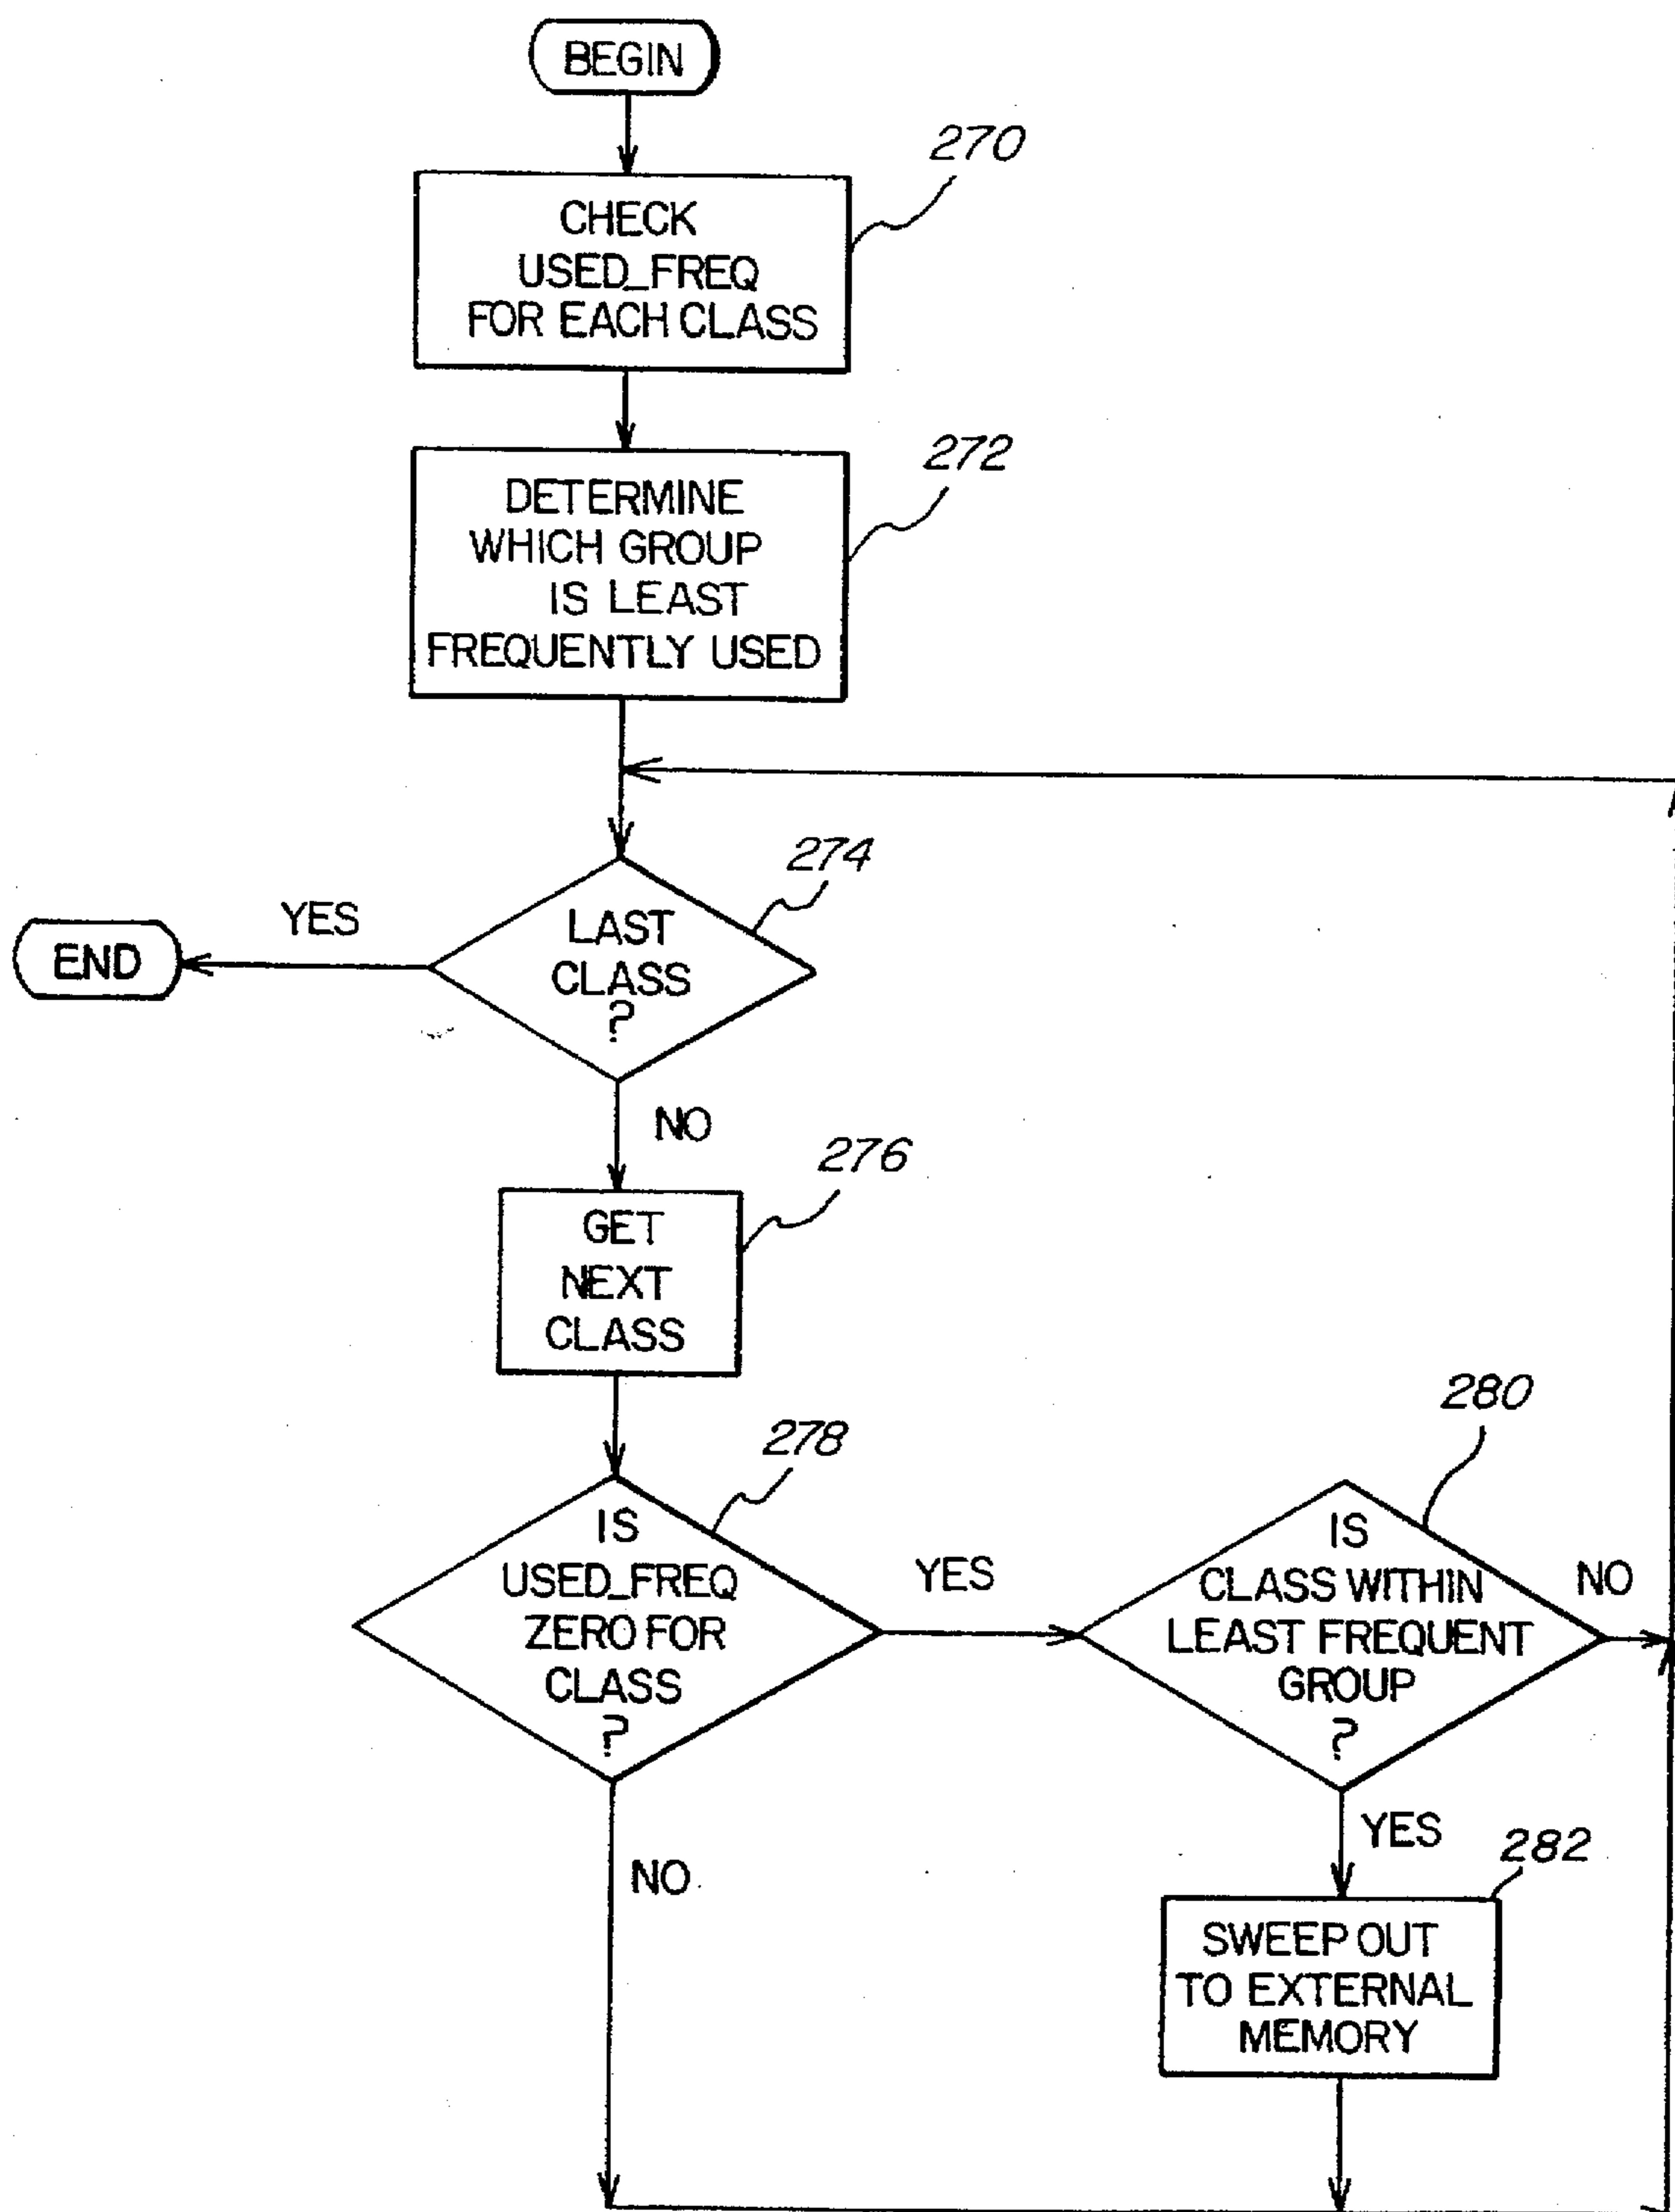 BEGIN
270
CHECK
USED_FREQ
FOR EACH CLASS
272
DETERMINE
WHICH GROUP
IS LEAST
FREQUENTLY USED
274
YES
LAST
CLASS
?
END
NO
276
GET
NEXT
CLASS
278
IS
USED_FREQ
ZERO FOR
CLASS
?
YES
280
IS
CLASS WITHIN
LEAST FREQUENT
GROUP
?
NO
NO
YES
282
SWEEP OUT
TO EXTERNAL
MEMORY